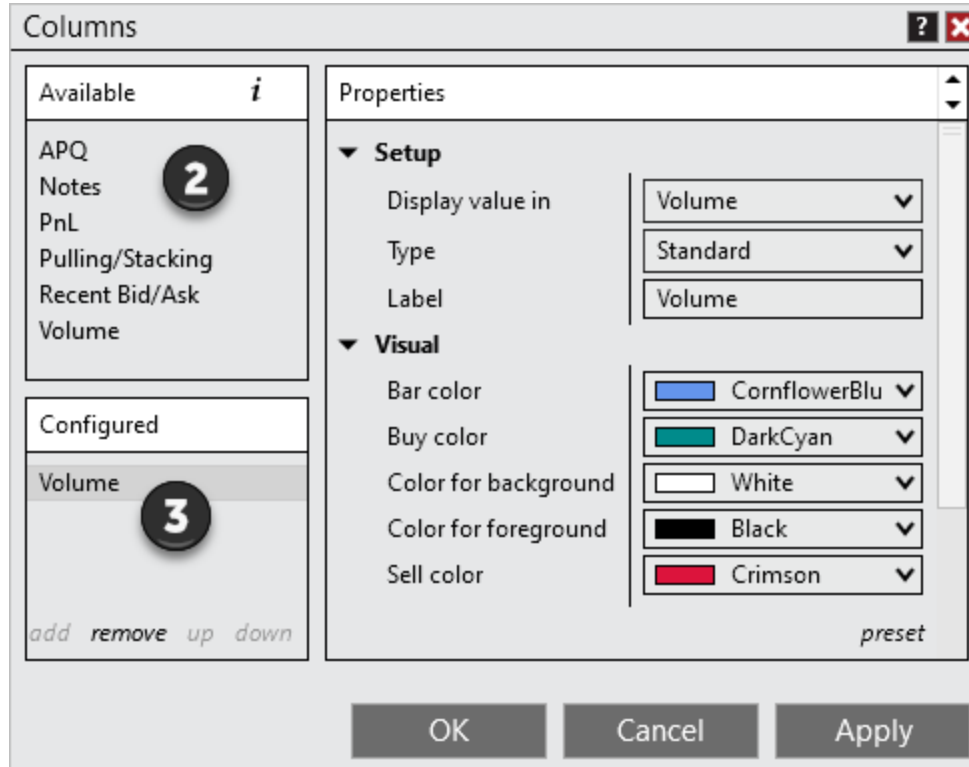 Columns ?
Available i
APQ
Notes
PnL
Pulling/Stacking
Recent Bid/Ask
Volume
2
Configured
Volume
3
add remove up down
Properties
Setup
Display value in Volume
Type Standard
Label Volume
Visual
Bar color CornflowerBlu
Buy color DarkCyan
Color for background White
Color for foreground Black
Sell color Crimson
preset
OK Cancel Apply